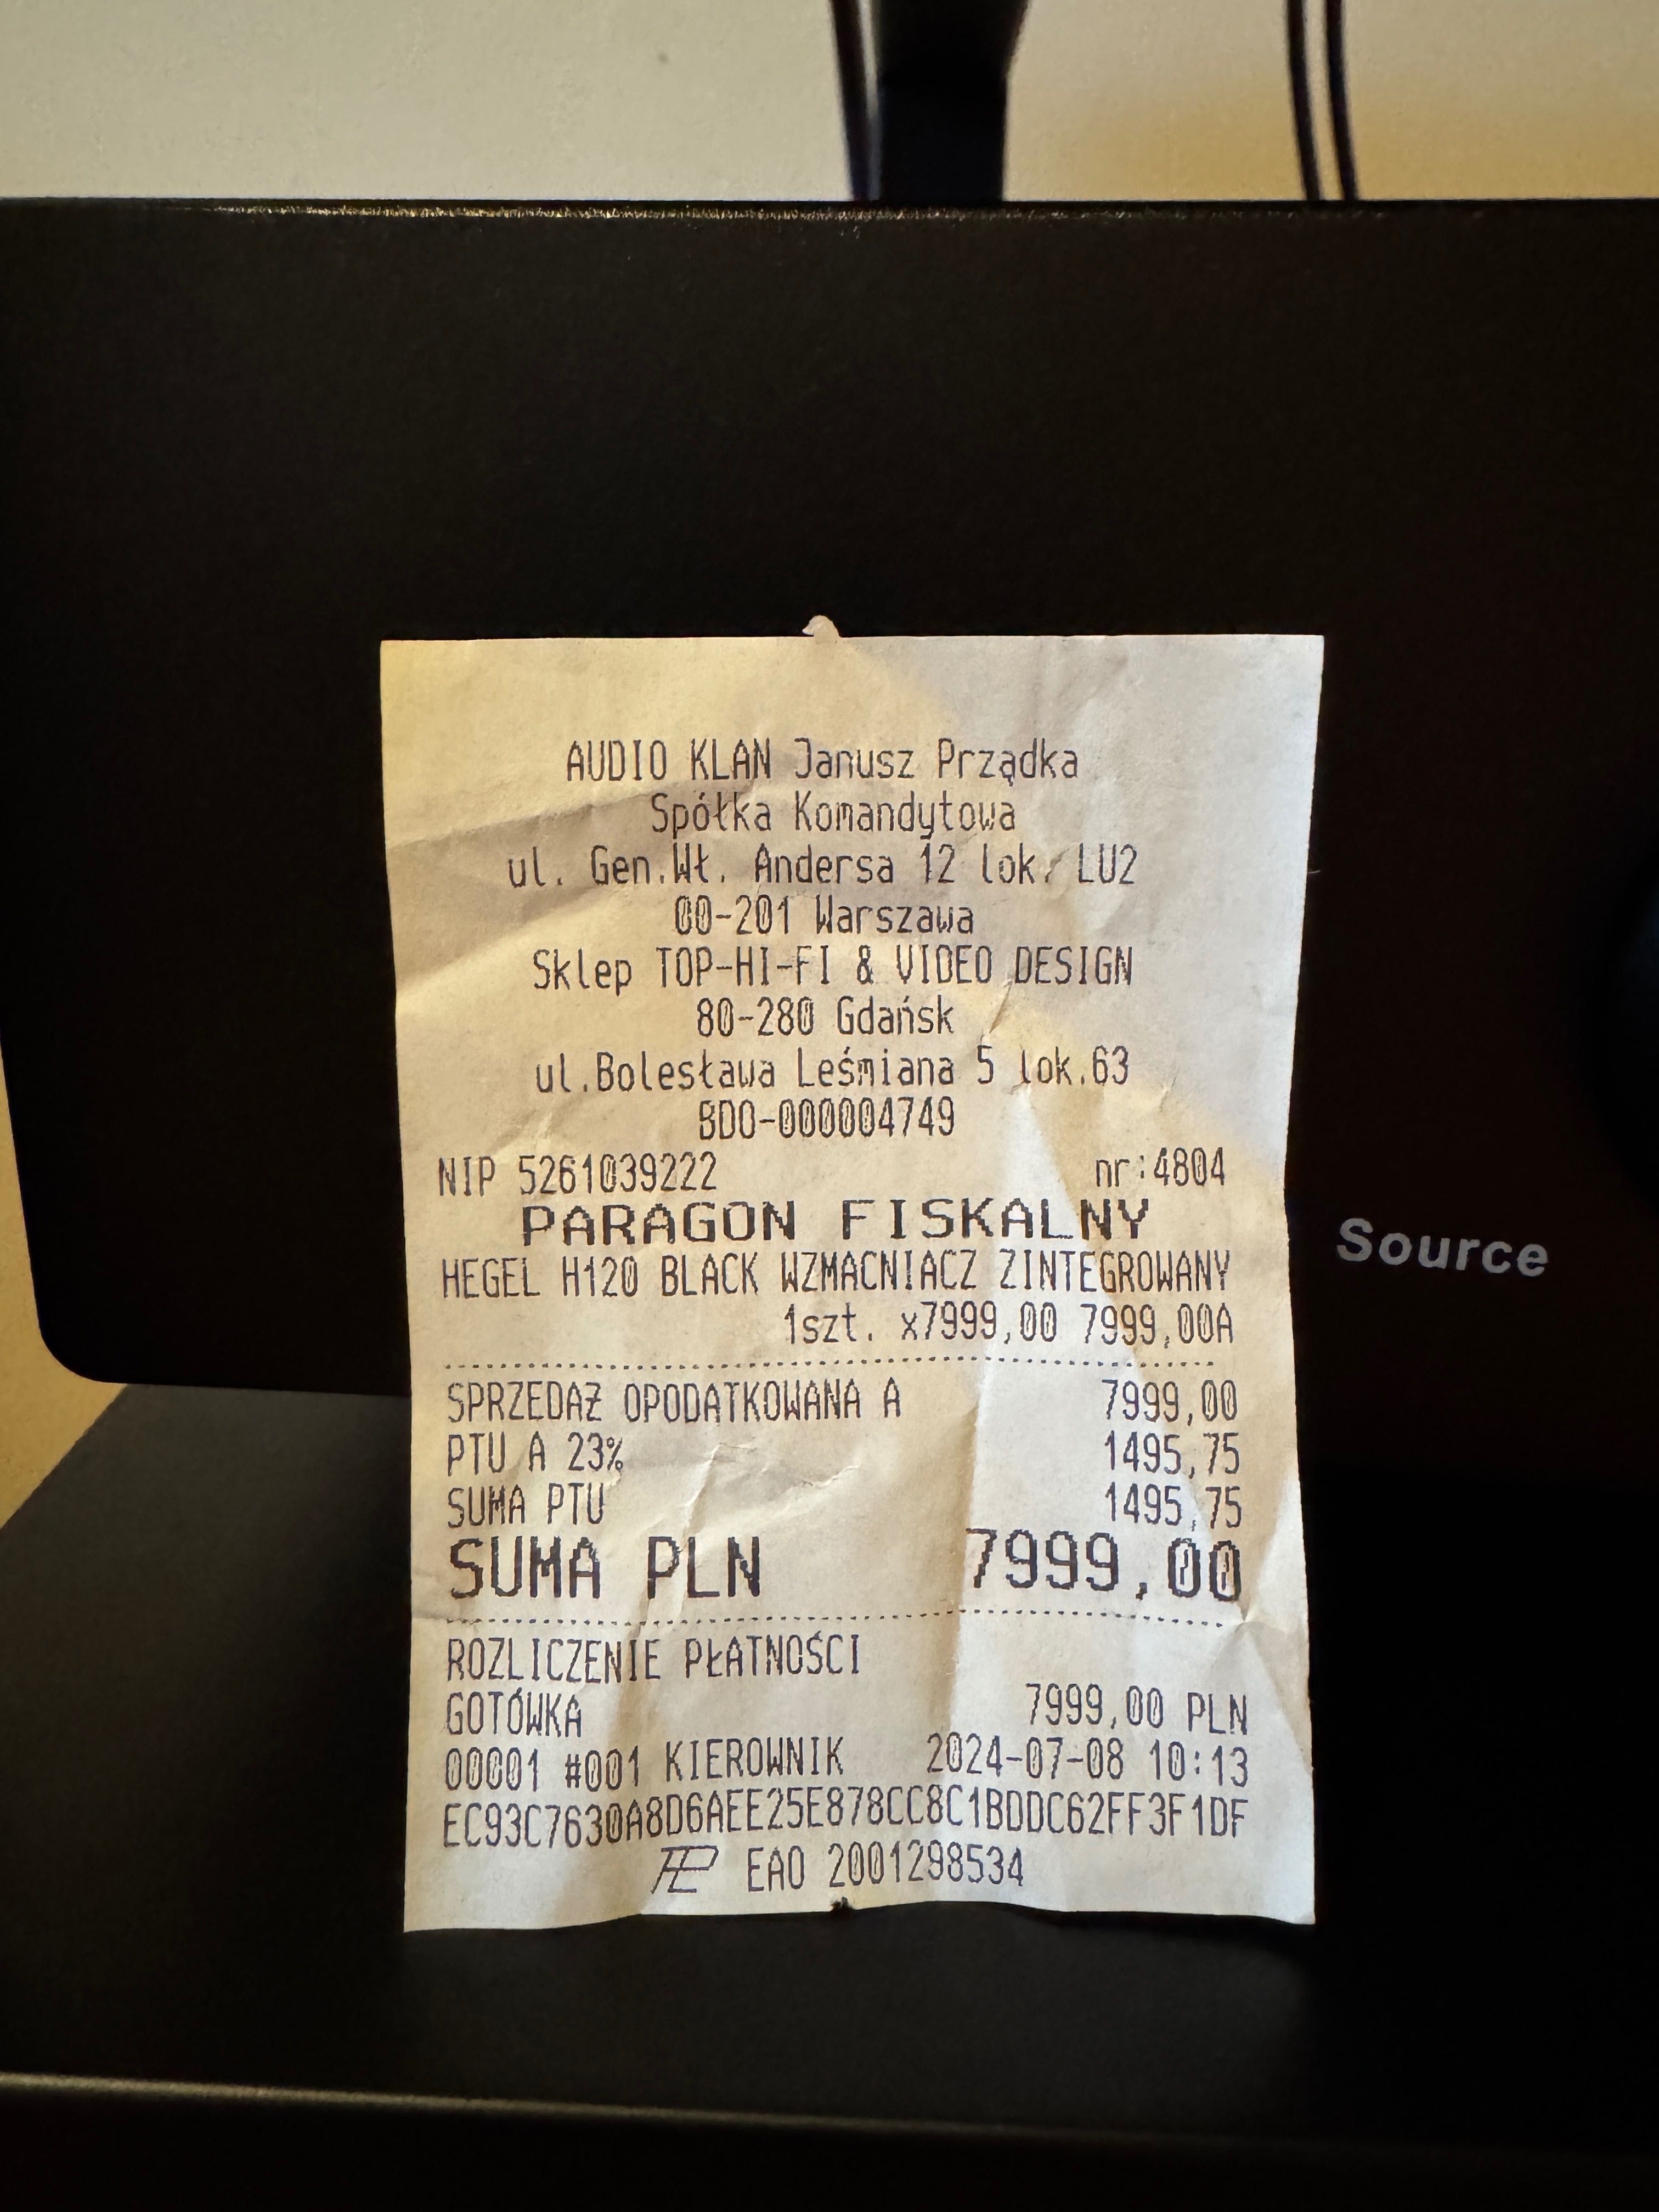 AUDIO KLAN Janusz Prządka
Spółka Komandytowa
ul. Gen.Wł. Andersa 12 lok. LU2
00-201 Warszawa
Sklep TOP-HI-FI & VIDEO DESIGN
80-280 Gdańsk
ul.Bolesława Leśmiana 5 lok.63
BDO-000004749
NIP 5261039222 nr:4804
PARAGON FISKALNY
HEGEL H120 BLACK WZMACNIACZ ZINTEGROWANY
1szt. x7999,00 7999,00A
SPRZEDAŻ OPODATKOWANA A 7999,00
PTU A 23% 1495,75
SUMA PTU 1495,75
SUMA PLN 7999,00
ROZLICZENIE PŁATNOŚCI
GOTÓWKA 7999,00 PLN
00001 #001 KIEROWNIK 2024-07-08 10:13
EC93C7630A8D6AEE25E878CC8C1BDDC62FF3F1DF
PL EAO 2001298534
Source